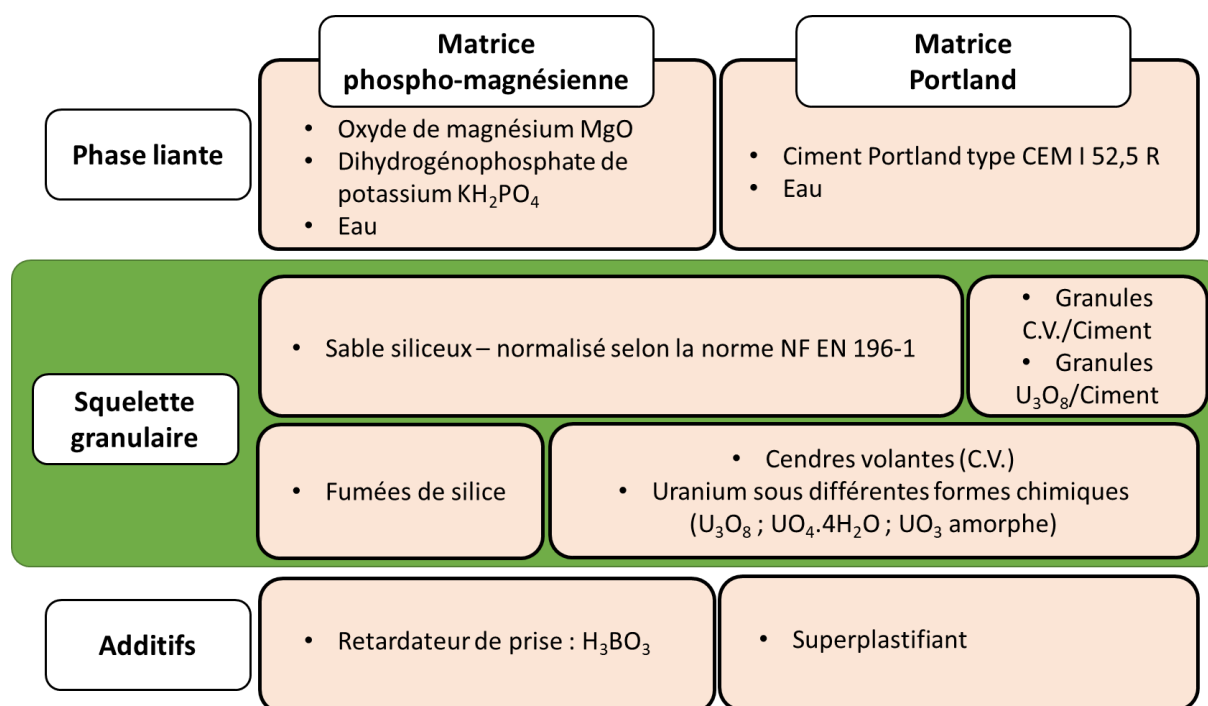 Matrice
phospho-magnésienne
Matrice
Portland
Phase liante
• Oxyde de magnésium MgO
• Dihydrogénophosphate de
potassium KH₂PO₄
• Eau
• Ciment Portland type CEM I 52,5 R
• Eau
Squelette
granulaire
• Sable siliceux – normalisé selon la norme NF EN 196-1
• Granules
C.V./Ciment
• Granules
U₃O₈/Ciment
• Fumées de silice
• Cendres volantes (C.V.)
• Uranium sous différentes formes chimiques
(U₃O₈ ; UO₄.4H₂O ; UO₃ amorphe)
Additifs
• Retardateur de prise : H₃BO₃
• Superplastifiant